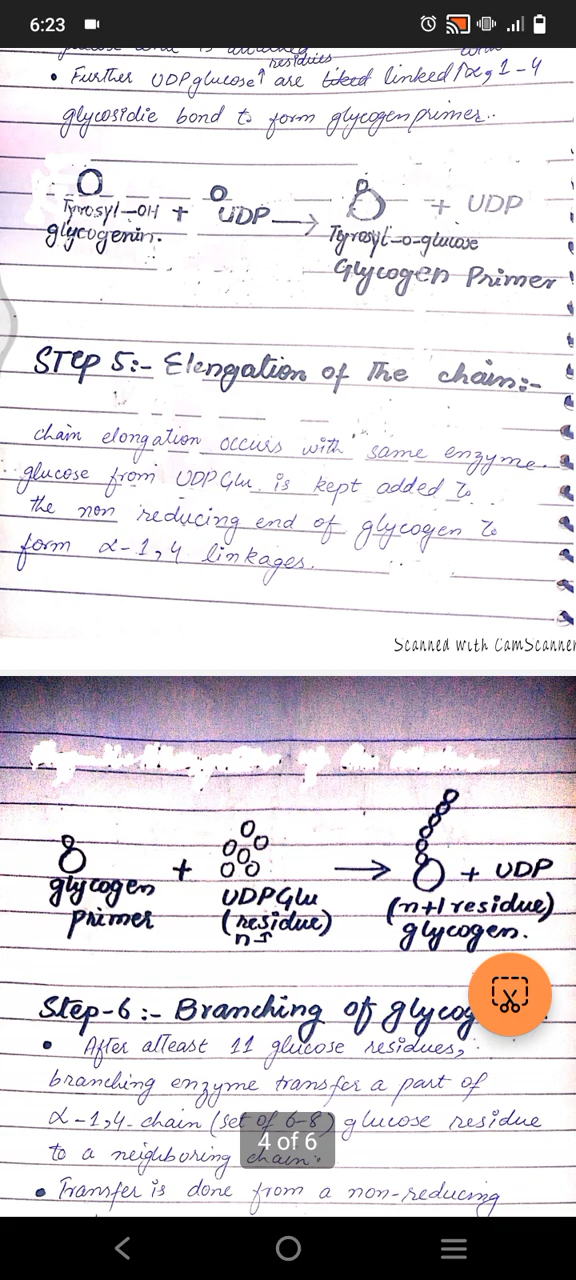 6:23
residues
• Further UDPglucose↑ are linked α, 1-4
glycosidic bond to form glycogen primer..
Tyrosyl-OH + UDP → Tyrosyl-o-glucose + UDP
glycogenin.
Glycogen Primer
STEP 5:- Elengation of The chain:-
chain elongation occurs with same enzyme.
glucose from UDPGlu. is kept added to
the non reducing end of glycogen to
form α-1,4 linkages.
Scanned with CamScanner
glycogen + UDPGlu → (n+1 residue) + UDP
primer (residue) glycogen.
Step-6:- Branching of glycog
• After atleast 11 glucose residues,
branching enzyme transfer a part of
α-1,4-chain (set of 6-8) glucose residue
to a neighboring chain.
4 of 6
• Transfer is done from a non-reducing